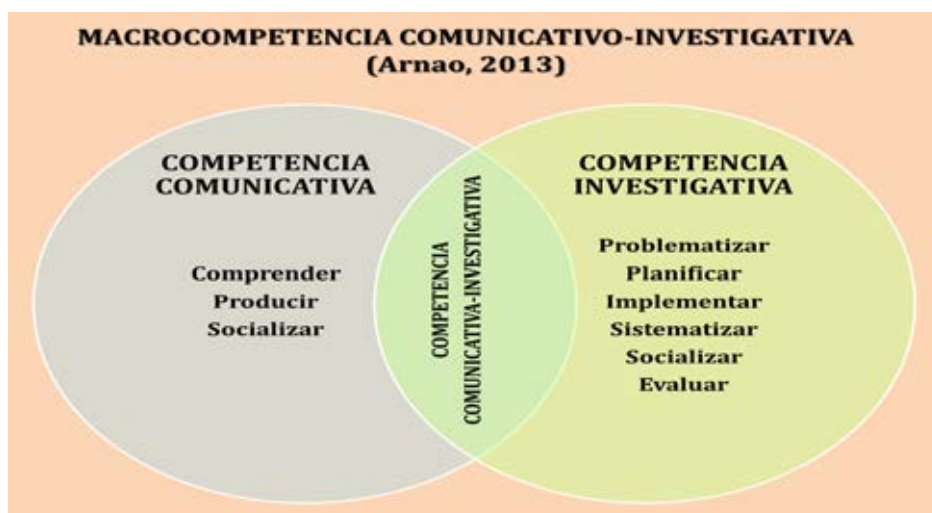 MACROCOMPETENCIA COMUNICATIVO-INVESTIGATIVA
(Arnao, 2013)
COMPETENCIA
COMUNICATIVA
Comprender
Producir
Socializar
COMPETENCIA
COMUNICATIVA-INVESTIGATIVA
COMPETENCIA
INVESTIGATIVA
Problematizar
Planificar
Implementar
Sistematizar
Socializar
Evaluar